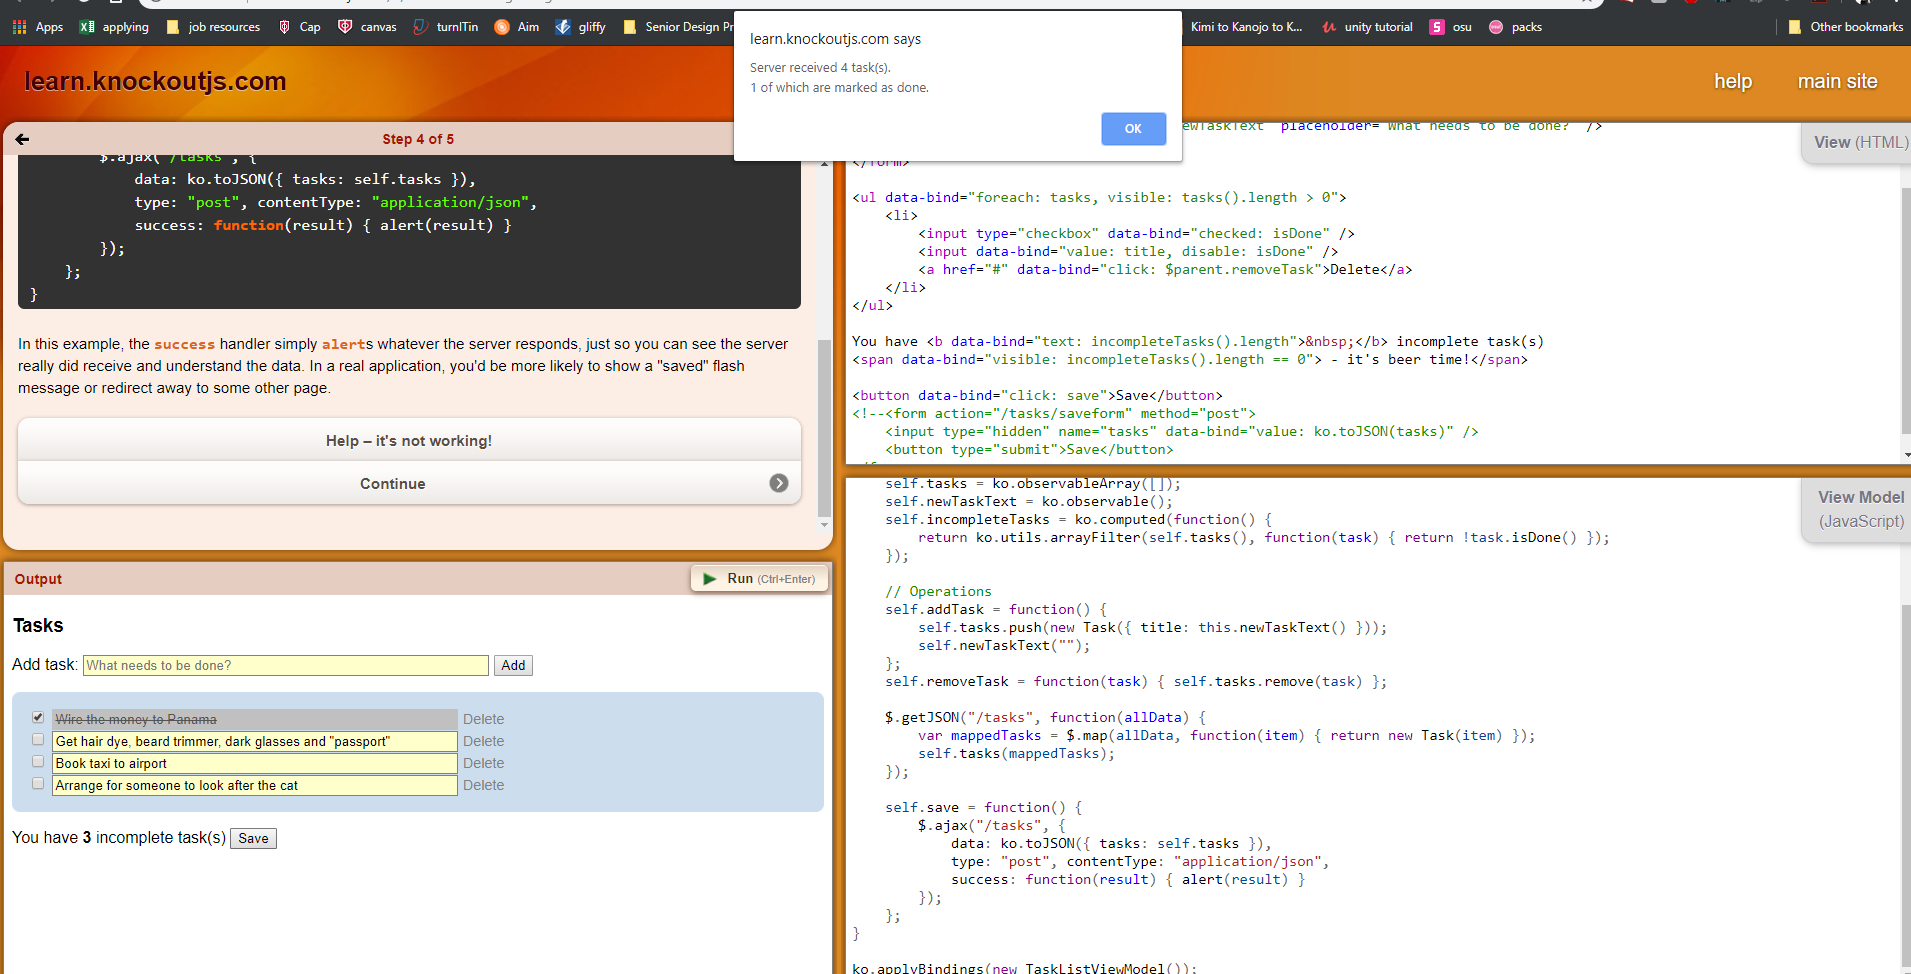 Apps
applying
job resources
Cap
canvas
turnITin
Aim
gliffy
Senior Design Pr
Kimi to Kanojo to K...
unity tutorial
osu
packs
Other bookmarks
learn.knockoutjs.com says
Server received 4 task(s).
1 of which are marked as done.
OK
learn.knockoutjs.com
help
main site
Step 4 of 5
$.ajax("/tasks", {
data: ko.toJSON({ tasks: self.tasks }),
type: "post", contentType: "application/json",
success: function(result) { alert(result) }
});
};
}
In this example, the success handler simply alerts whatever the server responds, just so you can see the server
really did receive and understand the data. In a real application, you'd be more likely to show a "saved" flash
message or redirect away to some other page.
Help – it's not working!
Continue
Output
Run (Ctrl+Enter)
Tasks
Add task: What needs to be done? Add
Wire the money to Panama Delete
Get hair dye, beard trimmer, dark glasses and "passport" Delete
Book taxi to airport Delete
Arrange for someone to look after the cat Delete
You have 3 incomplete task(s) Save
View (HTML)
ewTaskText" placeholder="What needs to be done?" />
</form>
<ul data-bind="foreach: tasks, visible: tasks().length > 0">
<li>
<input type="checkbox" data-bind="checked: isDone" />
<input data-bind="value: title, disable: isDone" />
<a href="#" data-bind="click: $parent.removeTask">Delete</a>
</li>
</ul>
You have <b data-bind="text: incompleteTasks().length">&nbsp;</b> incomplete task(s)
<span data-bind="visible: incompleteTasks().length == 0"> - it's beer time!</span>
<button data-bind="click: save">Save</button>
<!--<form action="/tasks/saveform" method="post">
<input type="hidden" name="tasks" data-bind="value: ko.toJSON(tasks)" />
<button type="submit">Save</button>
View Model
(JavaScript)
self.tasks = ko.observableArray([]);
self.newTaskText = ko.observable();
self.incompleteTasks = ko.computed(function() {
return ko.utils.arrayFilter(self.tasks(), function(task) { return !task.isDone() });
});
// Operations
self.addTask = function() {
self.tasks.push(new Task({ title: this.newTaskText() }));
self.newTaskText("");
};
self.removeTask = function(task) { self.tasks.remove(task) };
$.getJSON("/tasks", function(allData) {
var mappedTasks = $.map(allData, function(item) { return new Task(item) });
self.tasks(mappedTasks);
});
self.save = function() {
$.ajax("/tasks", {
data: ko.toJSON({ tasks: self.tasks }),
type: "post", contentType: "application/json",
success: function(result) { alert(result) }
});
};
}
ko.applyBindings(new TaskListViewModel());